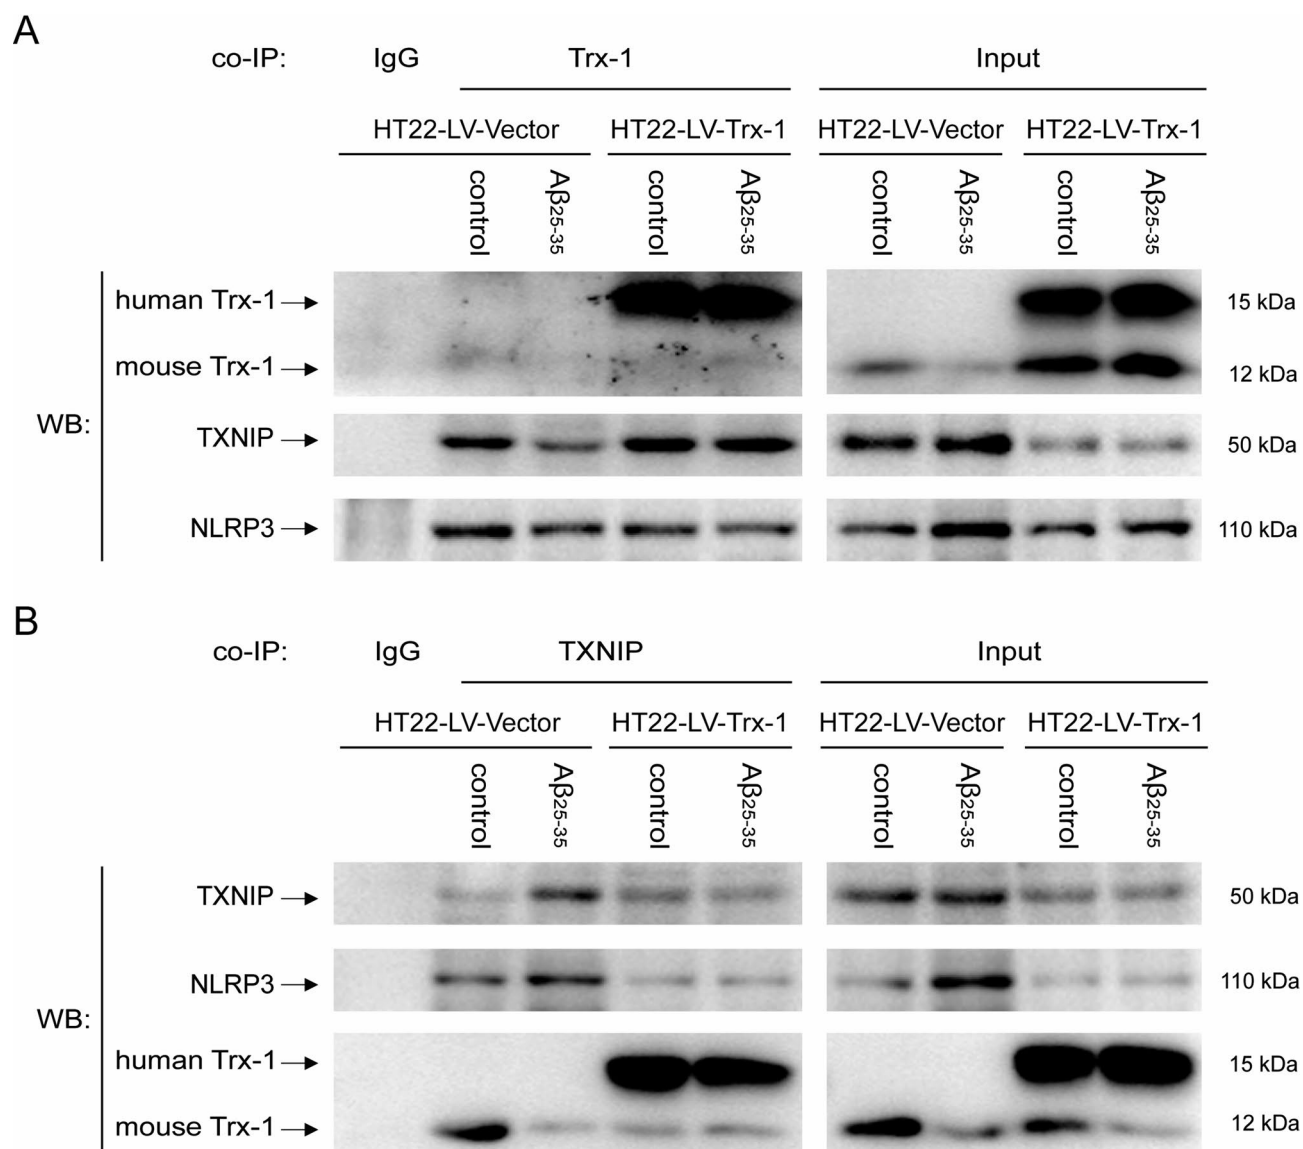 A
co-IP: IgG Trx-1 Input
HT22-LV-Vector HT22-LV-Trx-1 HT22-LV-Vector HT22-LV-Trx-1
control Aβ25-35 control Aβ25-35 control Aβ25-35 control Aβ25-35
human Trx-1 15 kDa
mouse Trx-1 12 kDa
WB:
TXNIP 50 kDa
NLRP3 110 kDa
B
co-IP: IgG TXNIP Input
HT22-LV-Vector HT22-LV-Trx-1 HT22-LV-Vector HT22-LV-Trx-1
control Aβ25-35 control Aβ25-35 control Aβ25-35 control Aβ25-35
TXNIP 50 kDa
NLRP3 110 kDa
WB:
human Trx-1 15 kDa
mouse Trx-1 12 kDa